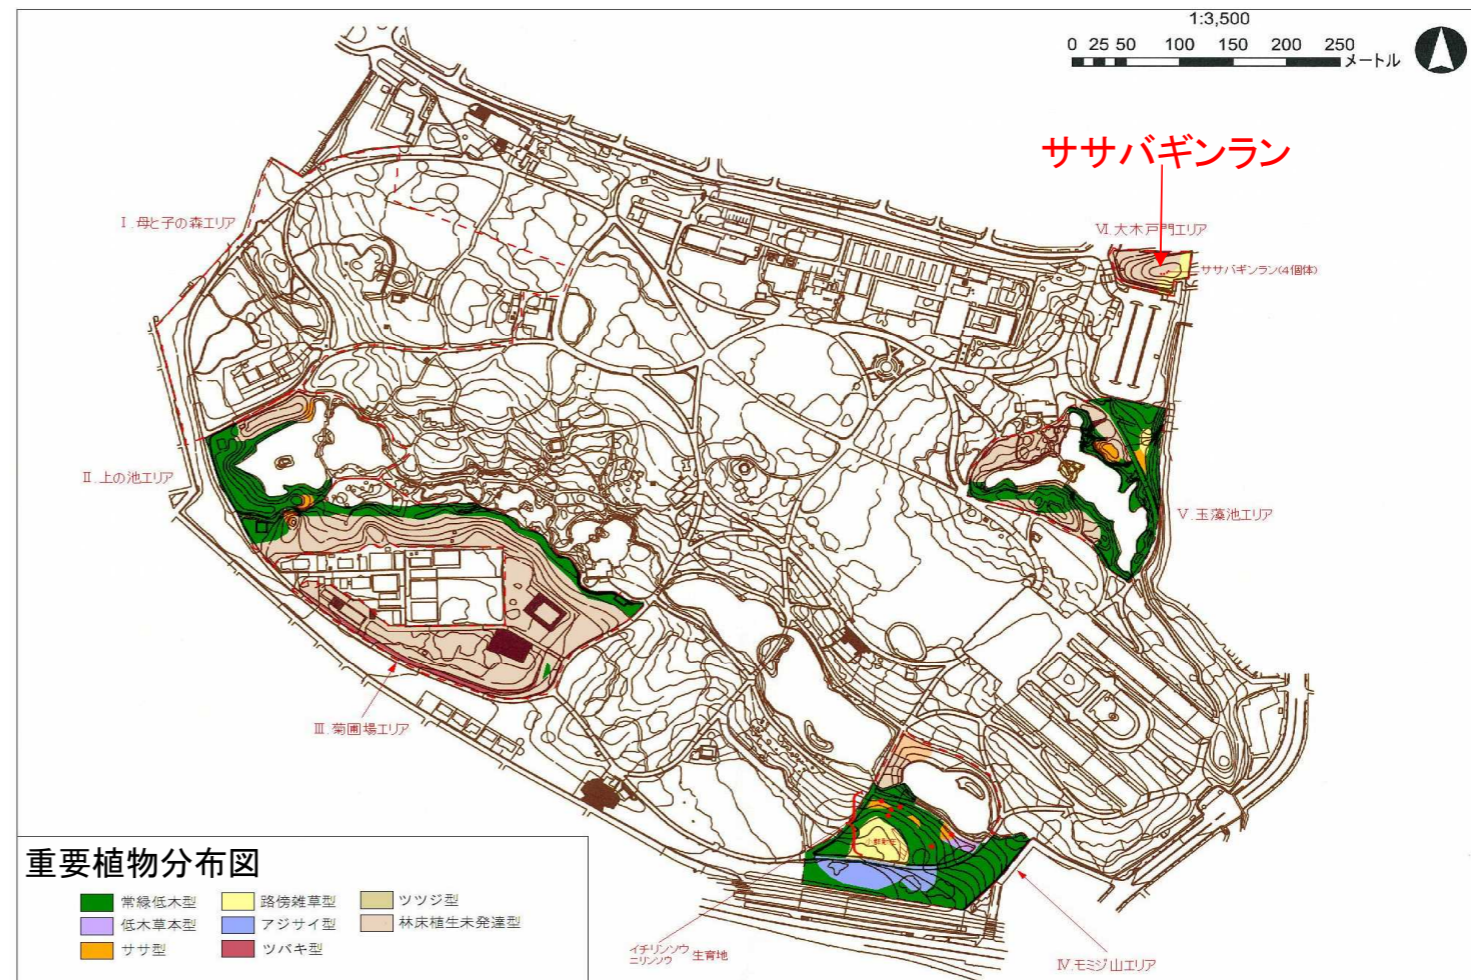 1:3,500
0 25 50 100 150 200 250
メートル
ササバギンラン
Ⅰ.母と子の森エリア
Ⅵ.大木戸門エリア
ササバギンラン(4個体)
Ⅱ.上の池エリア
Ⅴ.玉藻池エリア
Ⅲ.菊圃場エリア
重要植物分布図
常緑低木型
路傍雑草型
ツツジ型
低木草本型
アジサイ型
林床植生未発達型
ササ型
ツバキ型
イチリンソウ
ニリンソウ
生育地
Ⅳ.モミジ山エリア